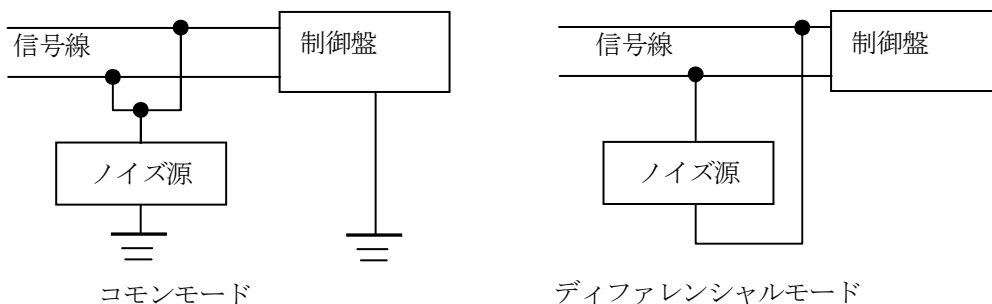 信号線
制御盤
ノイズ源
コモンモード
信号線
制御盤
ノイズ源
ディファレンシャルモード